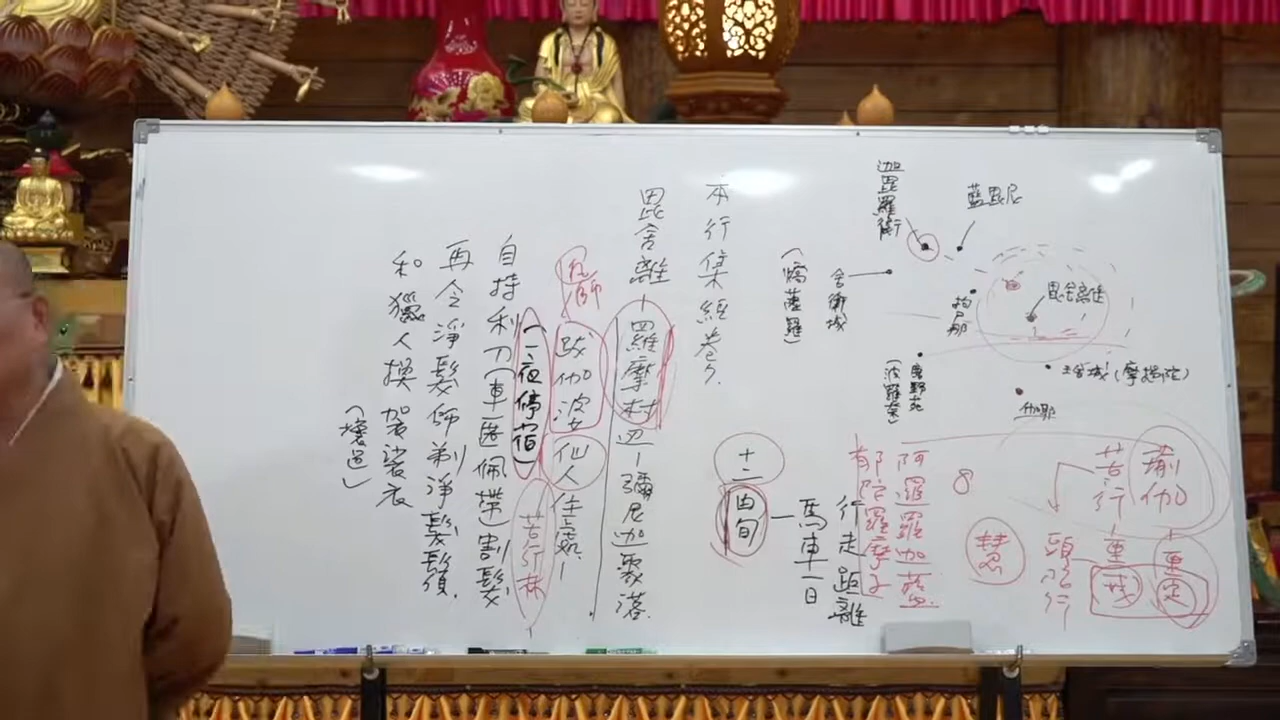 迦毘羅衛
藍毘尼
舍衛城
(憍薩羅)
拘尸那
毘舍離
王舍城(摩揭陀)
鹿野苑
(波羅奈)
伽耶
本行集經卷
毘舍離-羅摩村辺-彌尼迦聚落.
跋伽婆仙人住處.-苦行林
(一夜停宿)
自持利刀(車匿佩帶)割髮
再令淨髮師剃淨髮鬚.
和獵人換袈裟衣
十二由旬-馬車一日
行走距離
瑜伽-重定
苦行-重戒
頭陀行
慧
8
阿羅邏迦藍.
郁陀羅摩子